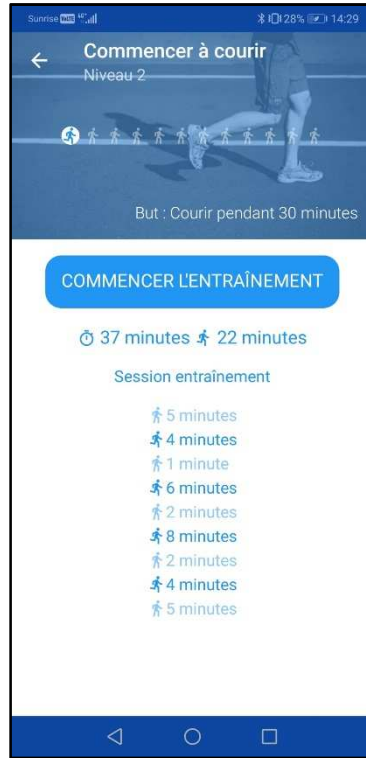 Sunrise 28% 14:29
Commencer à courir
Niveau 2
But : Courir pendant 30 minutes
COMMENCER L'ENTRAÎNEMENT
37 minutes 22 minutes
Session entraînement
5 minutes
4 minutes
1 minute
6 minutes
2 minutes
8 minutes
2 minutes
4 minutes
5 minutes